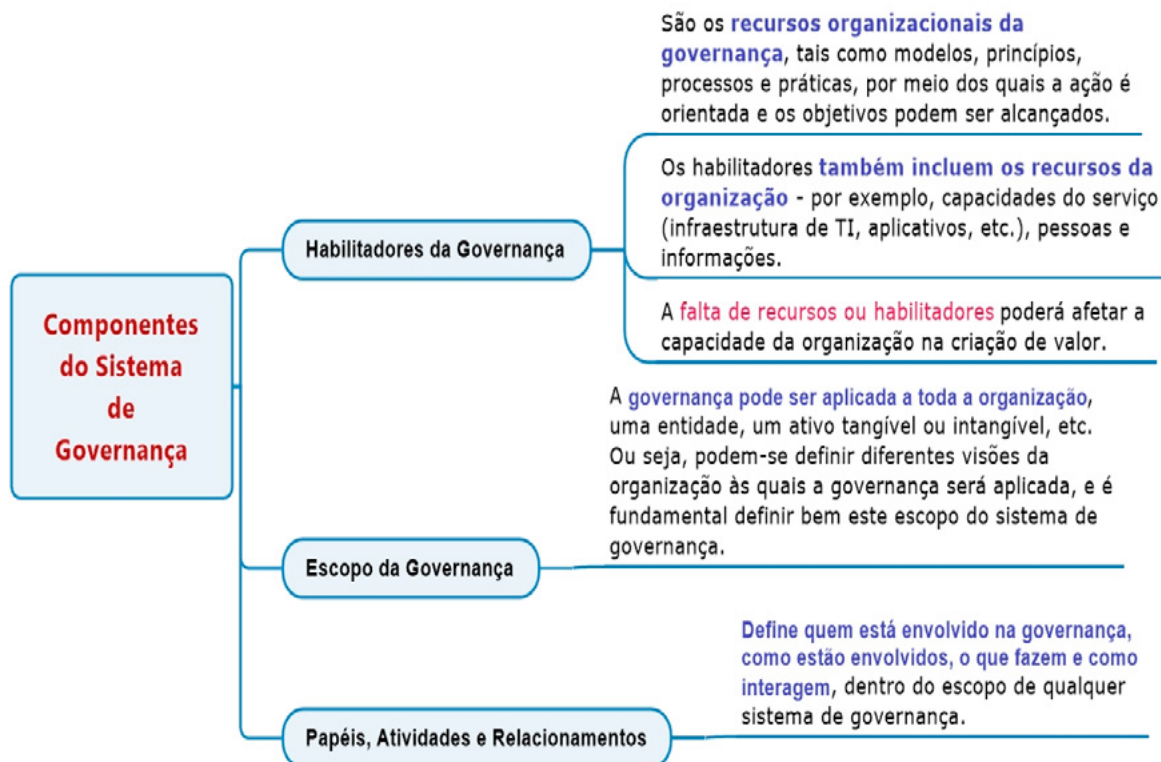 Componentes
do Sistema
de
Governança
Habilitadores da Governança
São os recursos organizacionais da
governança, tais como modelos, princípios,
processos e práticas, por meio dos quais a ação é
orientada e os objetivos podem ser alcançados.
Os habilitadores também incluem os recursos da
organização - por exemplo, capacidades do serviço
(infraestrutura de TI, aplicativos, etc.), pessoas e
informações.
A falta de recursos ou habilitadores poderá afetar a
capacidade da organização na criação de valor.
Escopo da Governança
A governança pode ser aplicada a toda a organização,
uma entidade, um ativo tangível ou intangível, etc.
Ou seja, podem-se definir diferentes visões da
organização às quais a governança será aplicada, e é
fundamental definir bem este escopo do sistema de
governança.
Papéis, Atividades e Relacionamentos
Define quem está envolvido na governança,
como estão envolvidos, o que fazem e como
interagem, dentro do escopo de qualquer
sistema de governança.